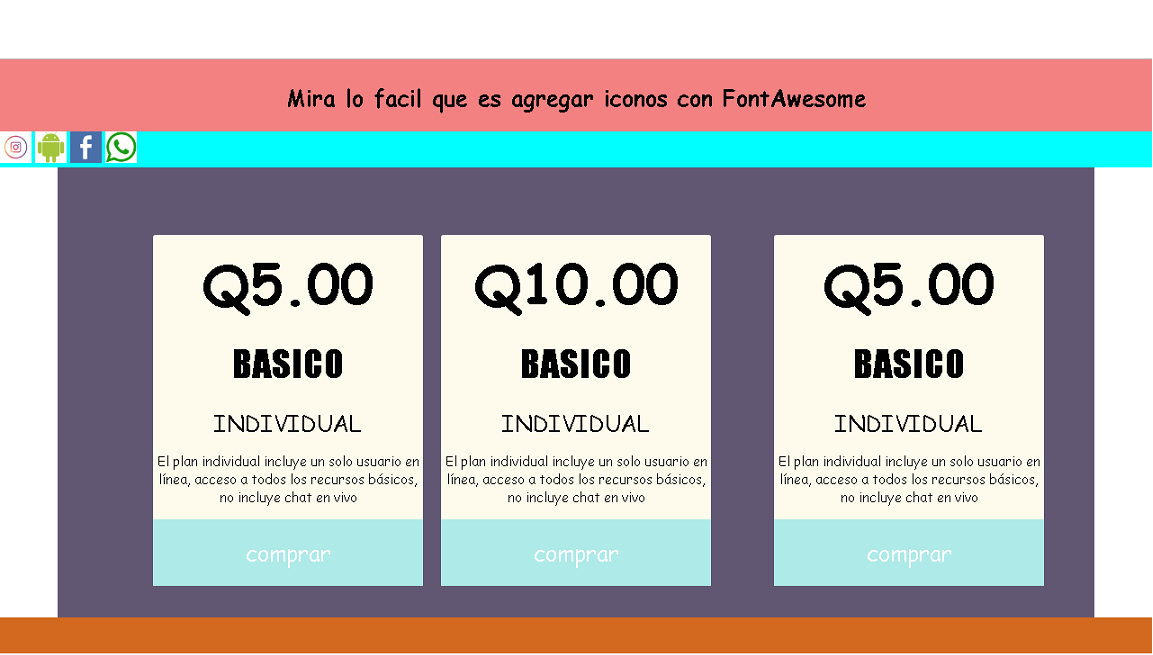 Mira lo facil que es agregar iconos con FontAwesome
Q5.00
BASICO
INDIVIDUAL
El plan individual incluye un solo usuario en
línea, acceso a todos los recursos básicos,
no incluye chat en vivo
comprar
Q10.00
BASICO
INDIVIDUAL
El plan individual incluye un solo usuario en
línea, acceso a todos los recursos básicos,
no incluye chat en vivo
comprar
Q5.00
BASICO
INDIVIDUAL
El plan individual incluye un solo usuario en
línea, acceso a todos los recursos básicos,
no incluye chat en vivo
comprar